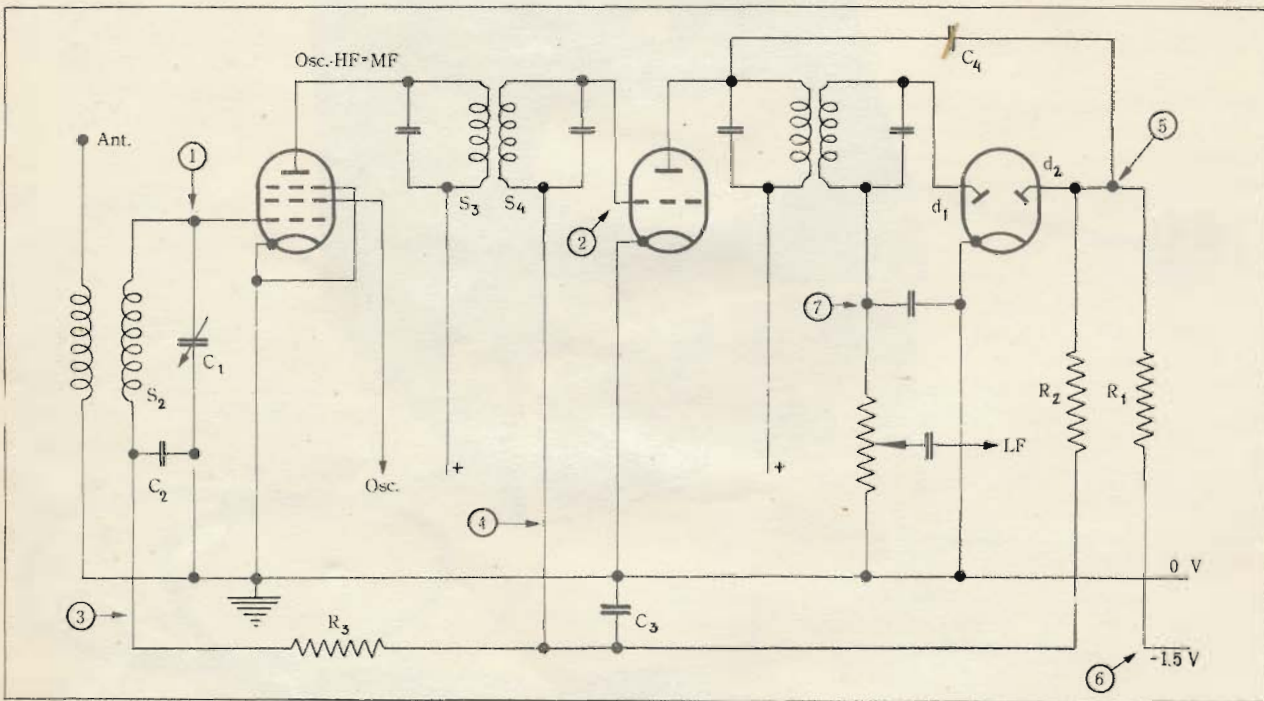 Osc.-HF=MF
C4
Ant.
1
5
d2
S3
S4
2
d1
7
C1
S2
R2
R1
LF
C2
+
+
Osc.
4
0 V
3
R3
C3
-1.5 V
6